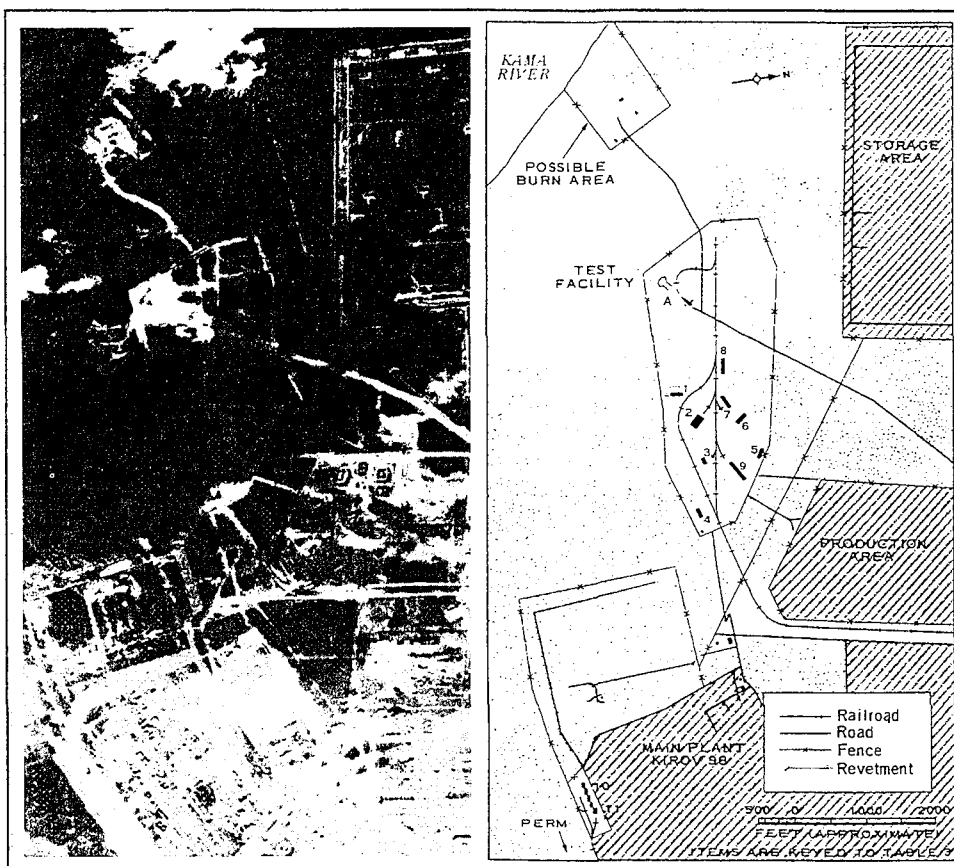 KAMA
RIVER
N
STORAGE
AREA
POSSIBLE
BURN AREA
TEST
FACILITY
A
8
1
2
7
6
3
5
9
4
PRODUCTION
AREA
MAIN PLANT
KIROV 98
10
11
PERM
Railroad
Road
Fence
Revetment
500 0 1000 2000
FEET (APPROXIMATE)
ITEMS ARE KEYED TO TABLE 3